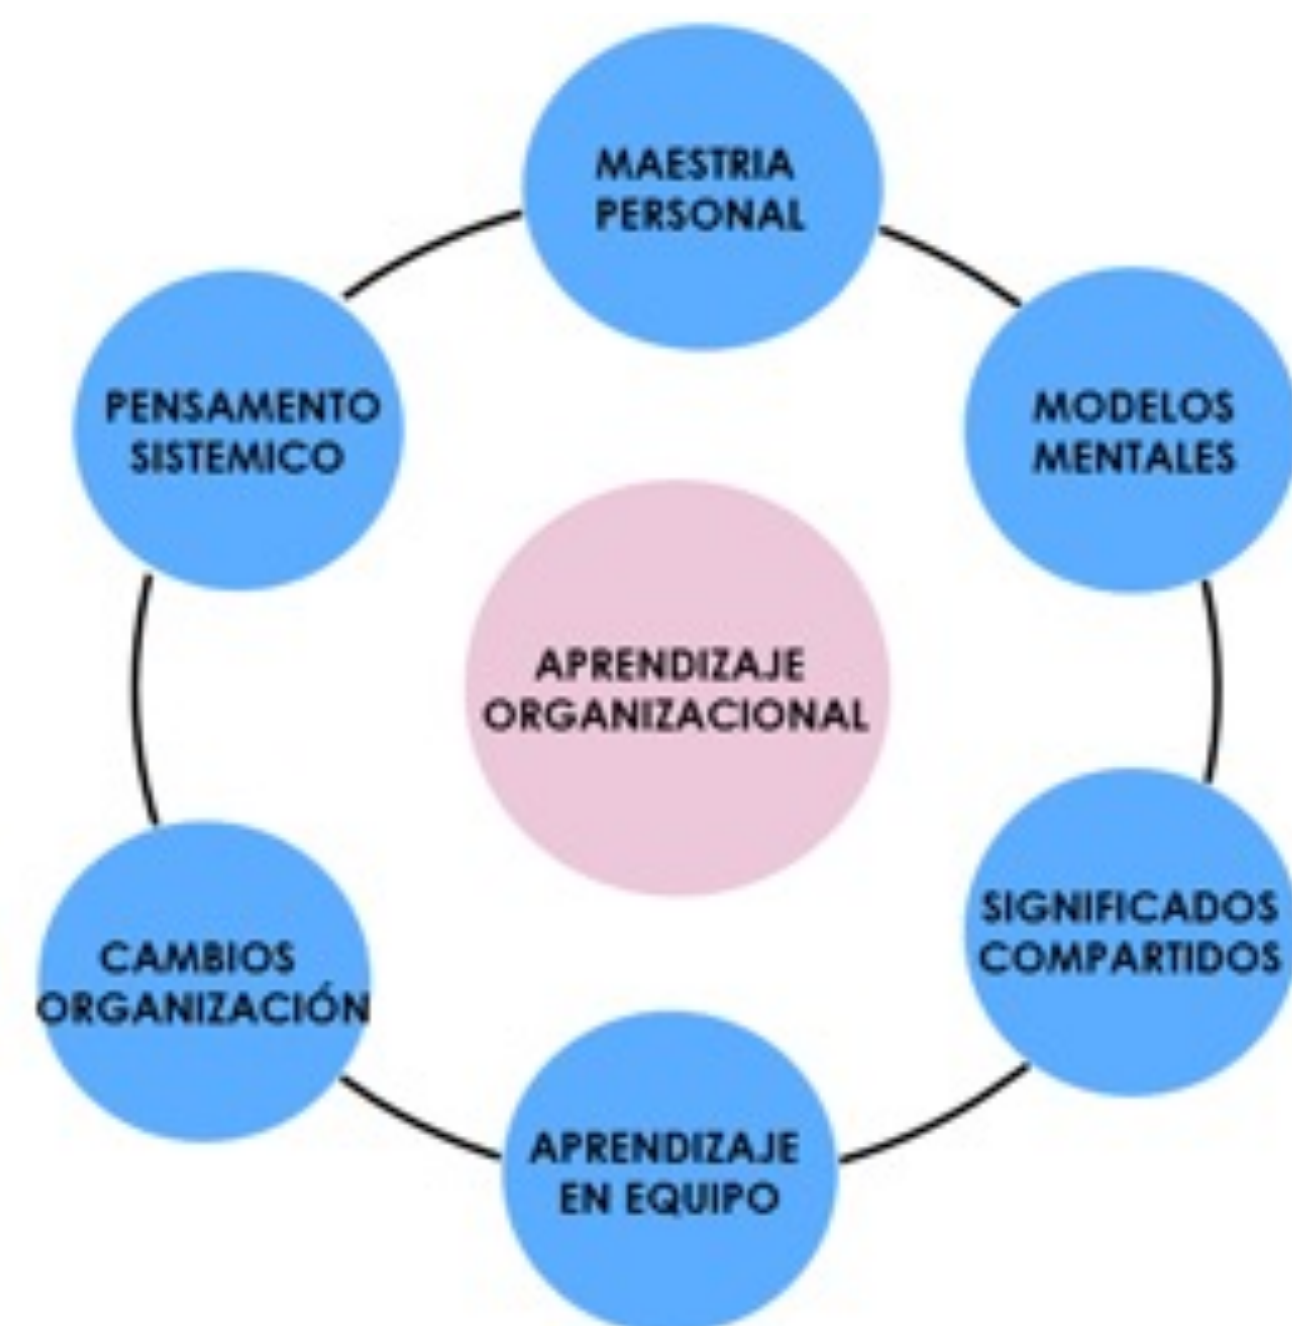 MAESTRIA
PERSONAL
PENSAMENTO
SISTEMICO
MODELOS
MENTALES
APRENDIZAJE
ORGANIZACIONAL
SIGNIFICADOS
COMPARTIDOS
CAMBIOS
ORGANIZACIÓN
APRENDIZAJE
EN EQUIPO